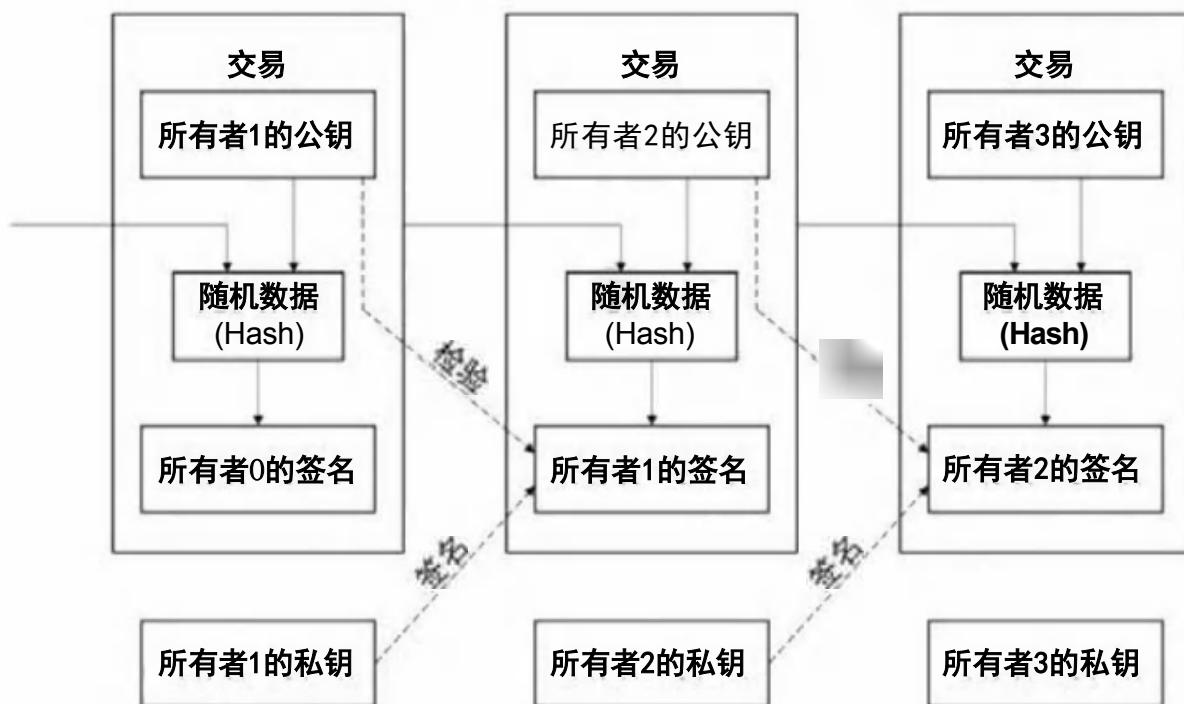 交易
所有者1的公钥
随机数据
(Hash)
所有者0的签名
所有者1的私钥
检验
签名
交易
所有者2的公钥
随机数据
(Hash)
所有者1的签名
所有者2的私钥
签名
交易
所有者3的公钥
随机数据
(Hash)
所有者2的签名
所有者3的私钥